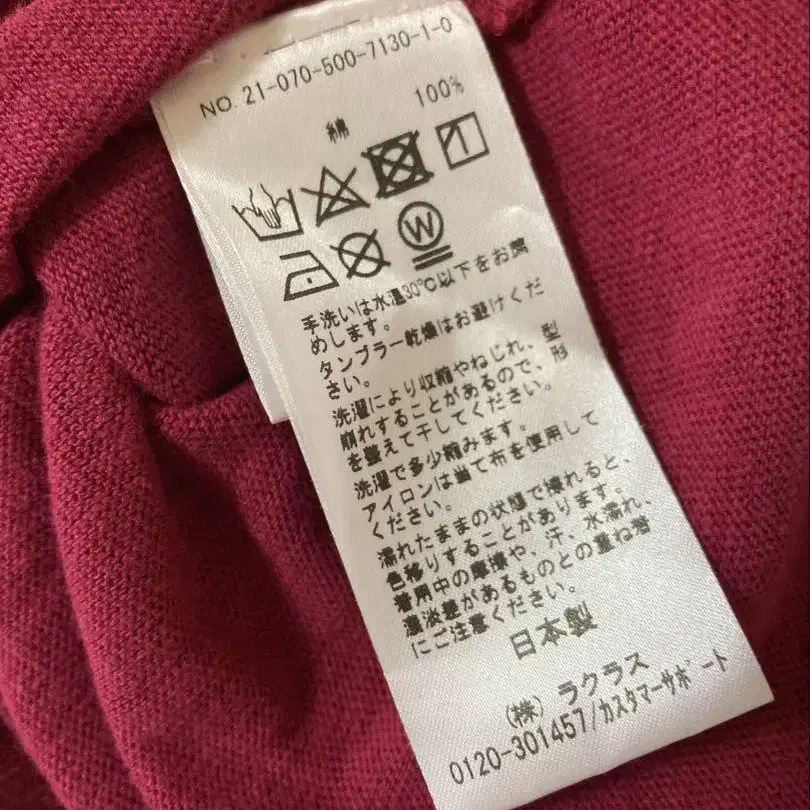 NO. 21-070-500-7130-1-0
綿 100%
W
手洗いは水温30℃以下をお薦
めします。
タンブラー乾燥はお避けくだ
さい。
洗濯により収縮やねじれ、型
崩れすることがあるので、形
を整えて干してください。
洗濯で多少縮みます。
アイロンは当て布を使用して
ください。
濡れたままの状態で擦れると、
色移りすることがあります。
着用中の摩擦や、汗、水濡れ、
濃淡差があるものとの重ね着
にご注意ください。
日本製
(株) ラクラス
0120-301457/カスタマーサポート